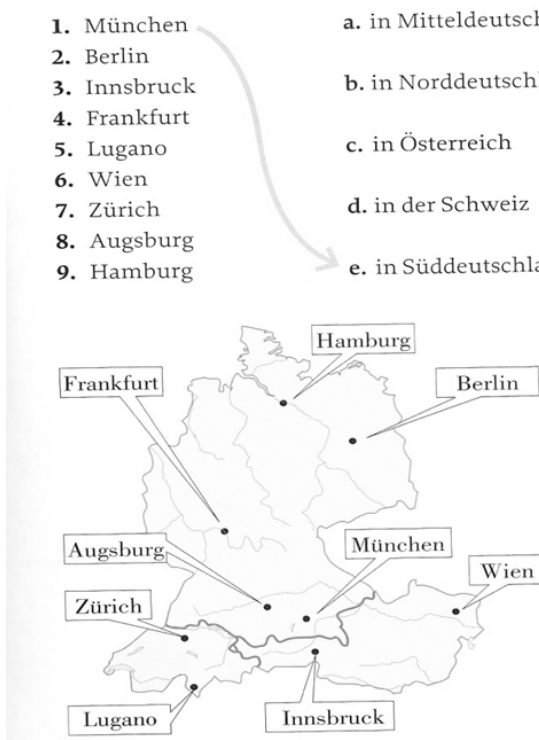 1. München
2. Berlin
3. Innsbruck
4. Frankfurt
5. Lugano
6. Wien
7. Zürich
8. Augsburg
9. Hamburg
a. in Mitteldeutsch
b. in Norddeutschl
c. in Österreich
d. in der Schweiz
e. in Süddeutschla
Hamburg
Frankfurt
Berlin
Augsburg
München
Wien
Zürich
Lugano
Innsbruck